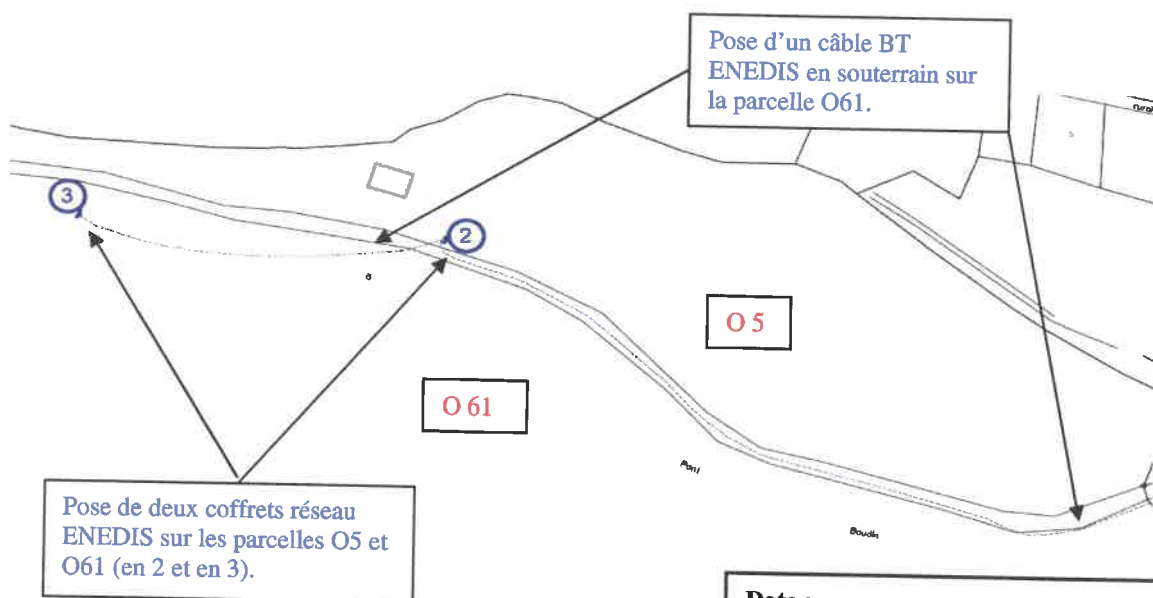 Pose d'un câble BT
ENEDIS en souterrain sur
la parcelle O61.
rural
3
2
O 5
O 61
Pont
Boudin
Pose de deux coffrets réseau
ENEDIS sur les parcelles O5 et
O61 (en 2 et en 3).